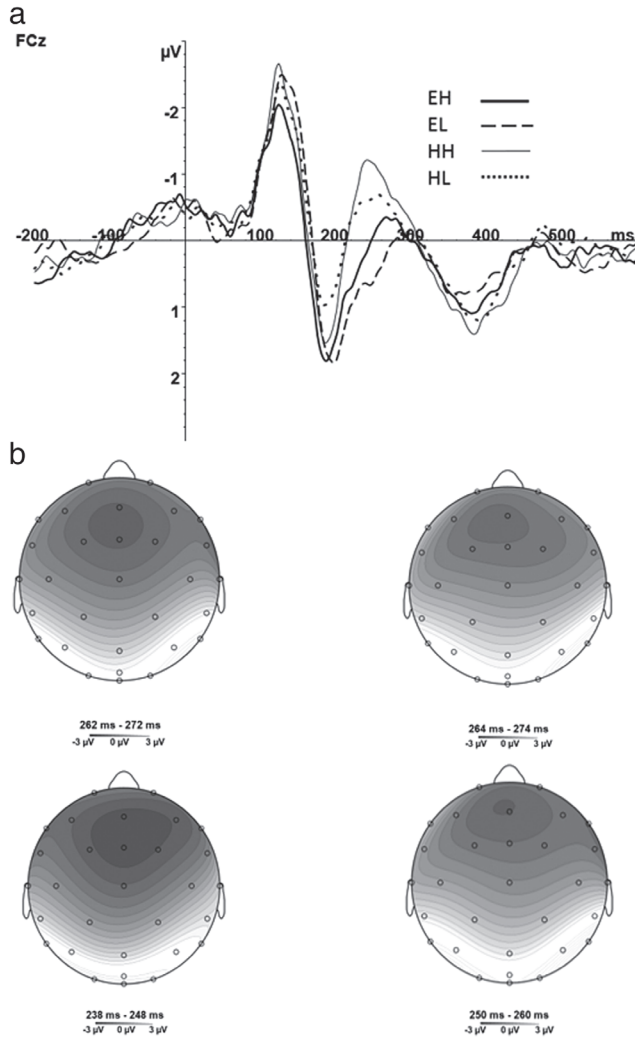 a
FCz
µV
-2
-1
1
2
-200
-100
100
200
300
400
500
ms
EH
EL
HH
HL
b
262 ms - 272 ms
-3 µV 0 µV 3 µV
264 ms - 274 ms
-3 µV 0 µV 3 µV
238 ms - 248 ms
-3 µV 0 µV 3 µV
250 ms - 260 ms
-3 µV 0 µV 3 µV